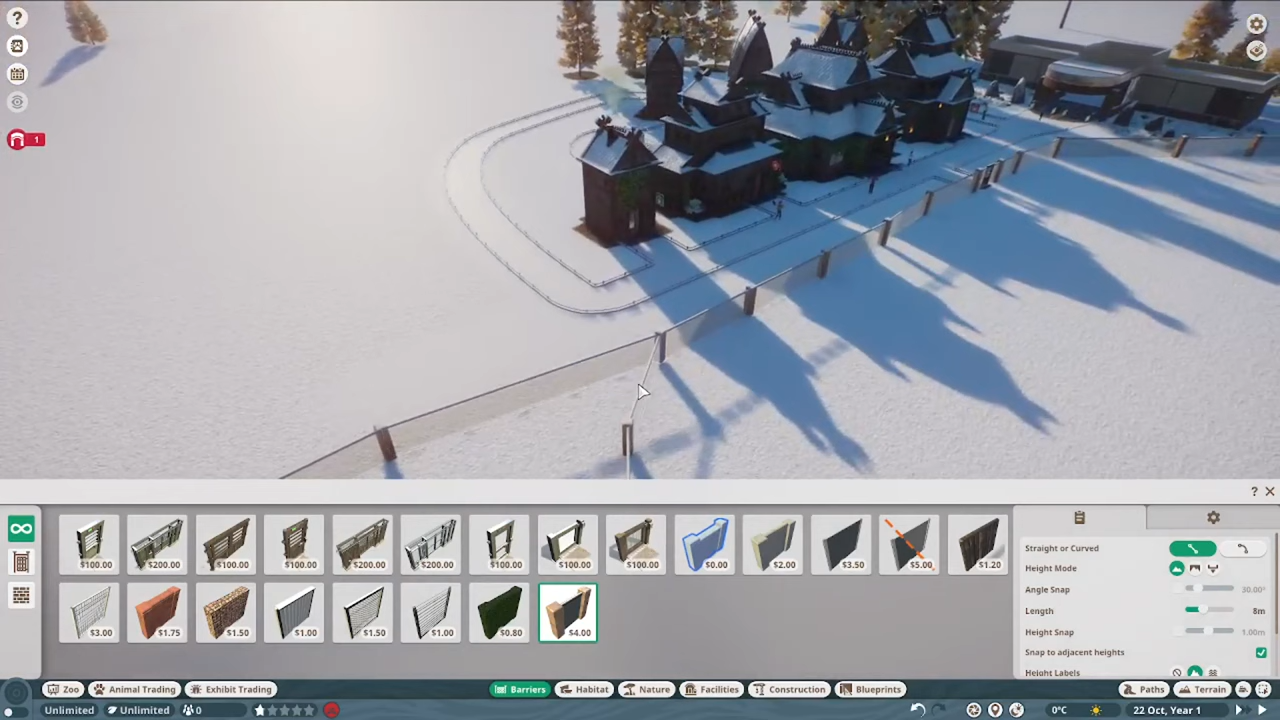 ?
1
?
$100.00 $200.00 $100.00 $100.00 $200.00 $200.00 $100.00 $100.00 $100.00 $0.00 $2.00 $3.50 $5.00 $1.20
$3.00 $1.75 $1.50 $1.00 $1.50 $1.00 $0.80 $4.00
Straight or Curved
Height Mode
Angle Snap 30.00°
Length 8m
Height Snap 1.00m
Snap to adjacent heights
Height Labels
Zoo Animal Trading Exhibit Trading Barriers Habitat Nature Facilities Construction Blueprints Paths Terrain
Unlimited Unlimited 0 0°C 22 Oct, Year 1